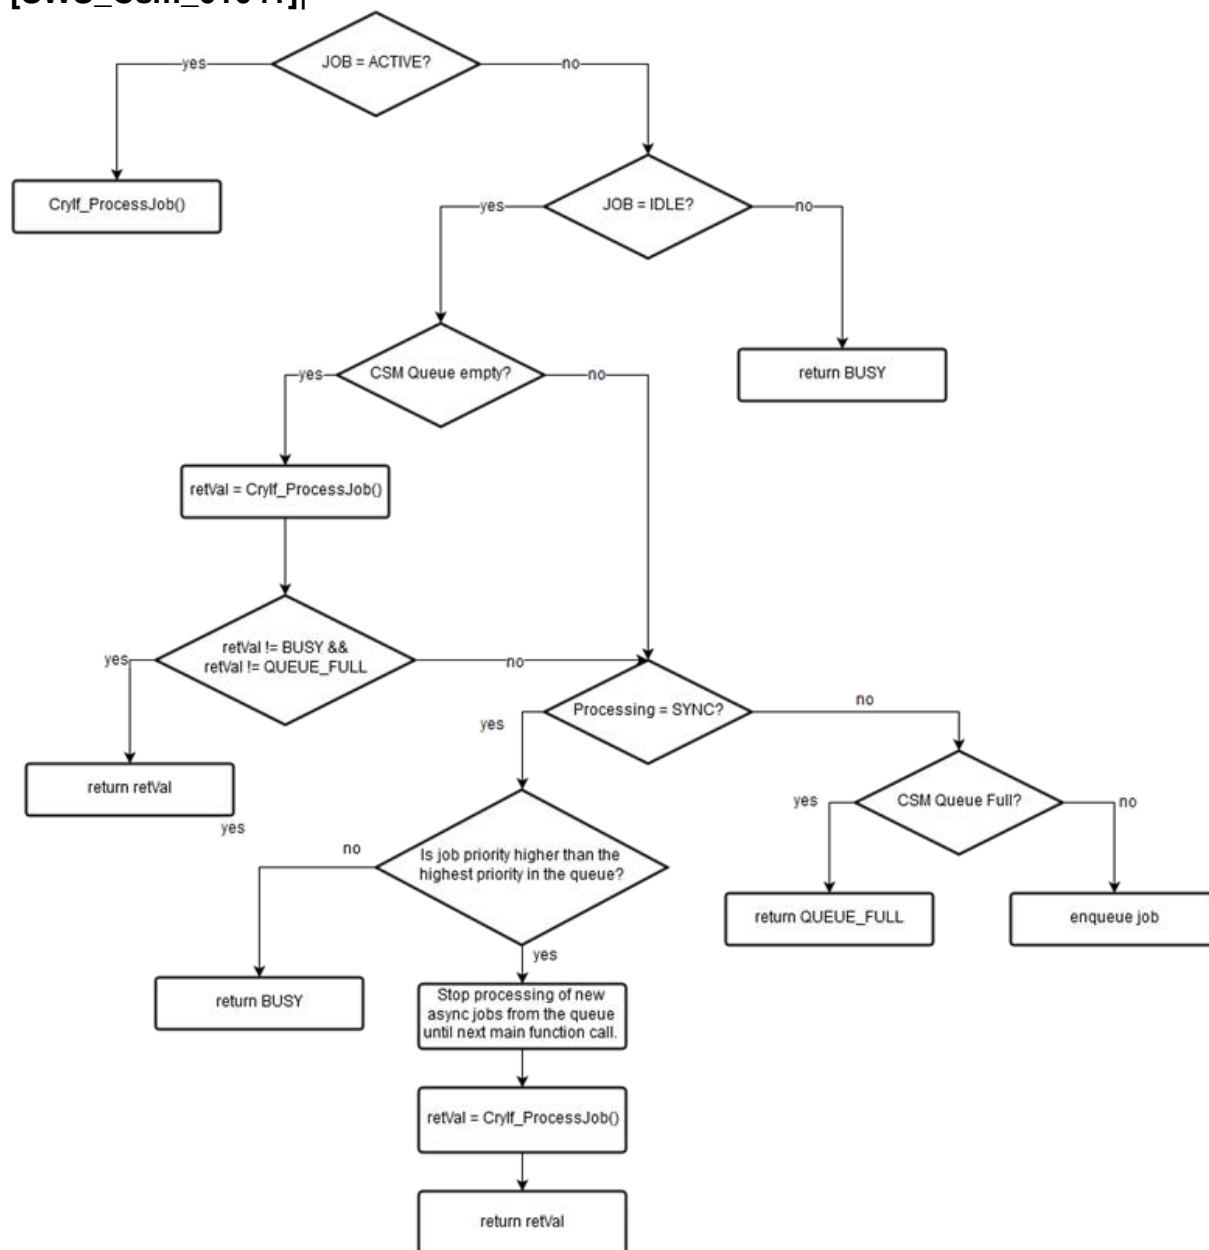 JOB = ACTIVE?
yes
no
CryIf_ProcessJob()
JOB = IDLE?
yes
no
CSM Queue empty?
yes
no
return BUSY
retVal = CryIf_ProcessJob()
retVal != BUSY &&
retVal != QUEUE_FULL
yes
no
Processing = SYNC?
yes
no
return retVal
yes
CSM Queue Full?
yes
no
Is job priority higher than the
highest priority in the queue?
no
yes
return QUEUE_FULL
enqueue job
return BUSY
Stop processing of new
async jobs from the queue
until next main function call.
retVal = CryIf_ProcessJob()
return retVal